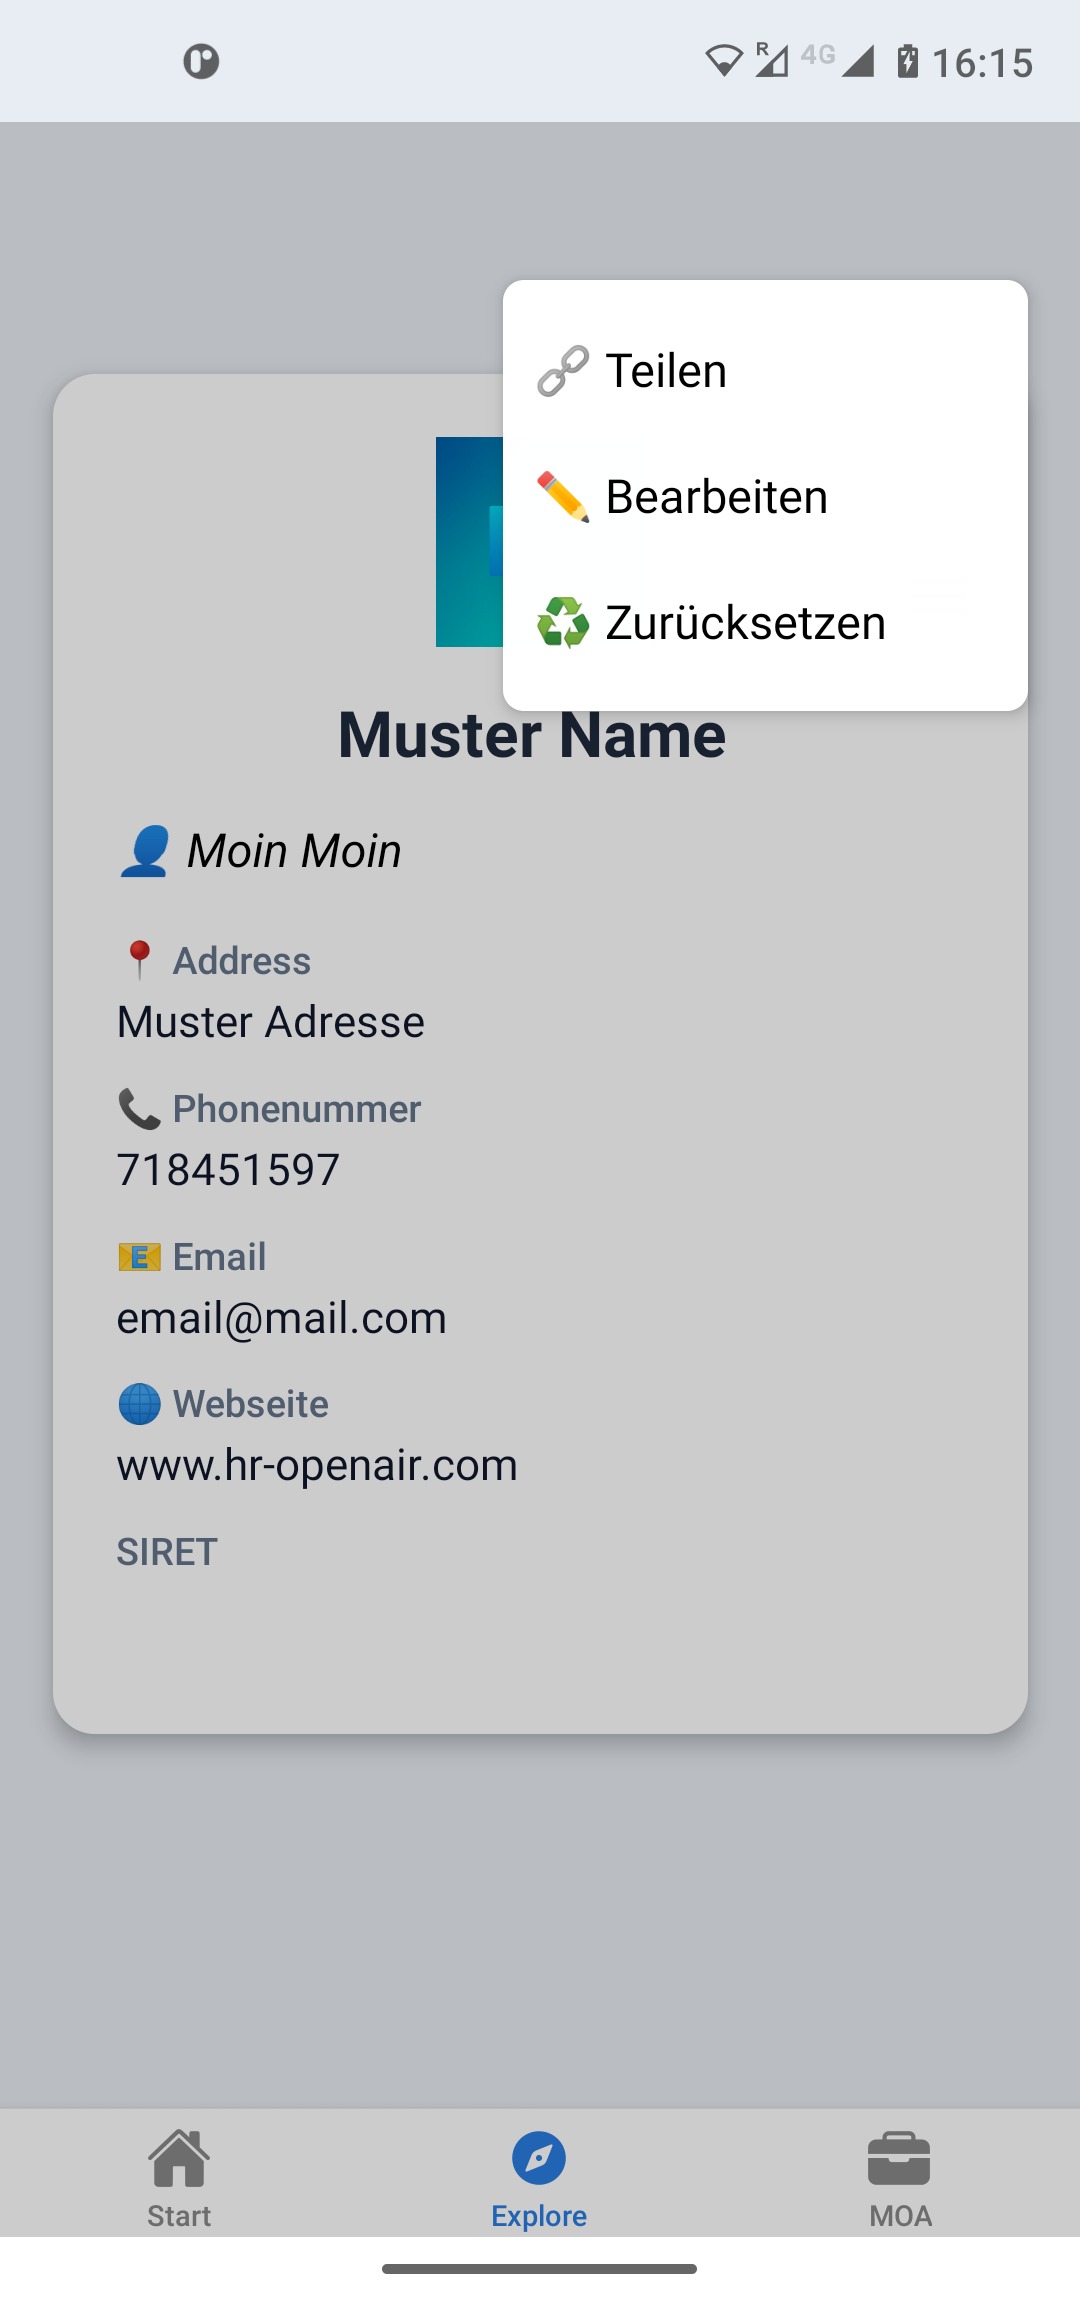 R 4G 16:15
Teilen
Bearbeiten
Zurücksetzen
Muster Name
Moin Moin
Address
Muster Adresse
Phonenummer
718451597
Email
email@mail.com
Webseite
www.hr-openair.com
SIRET
Start
Explore
MOA